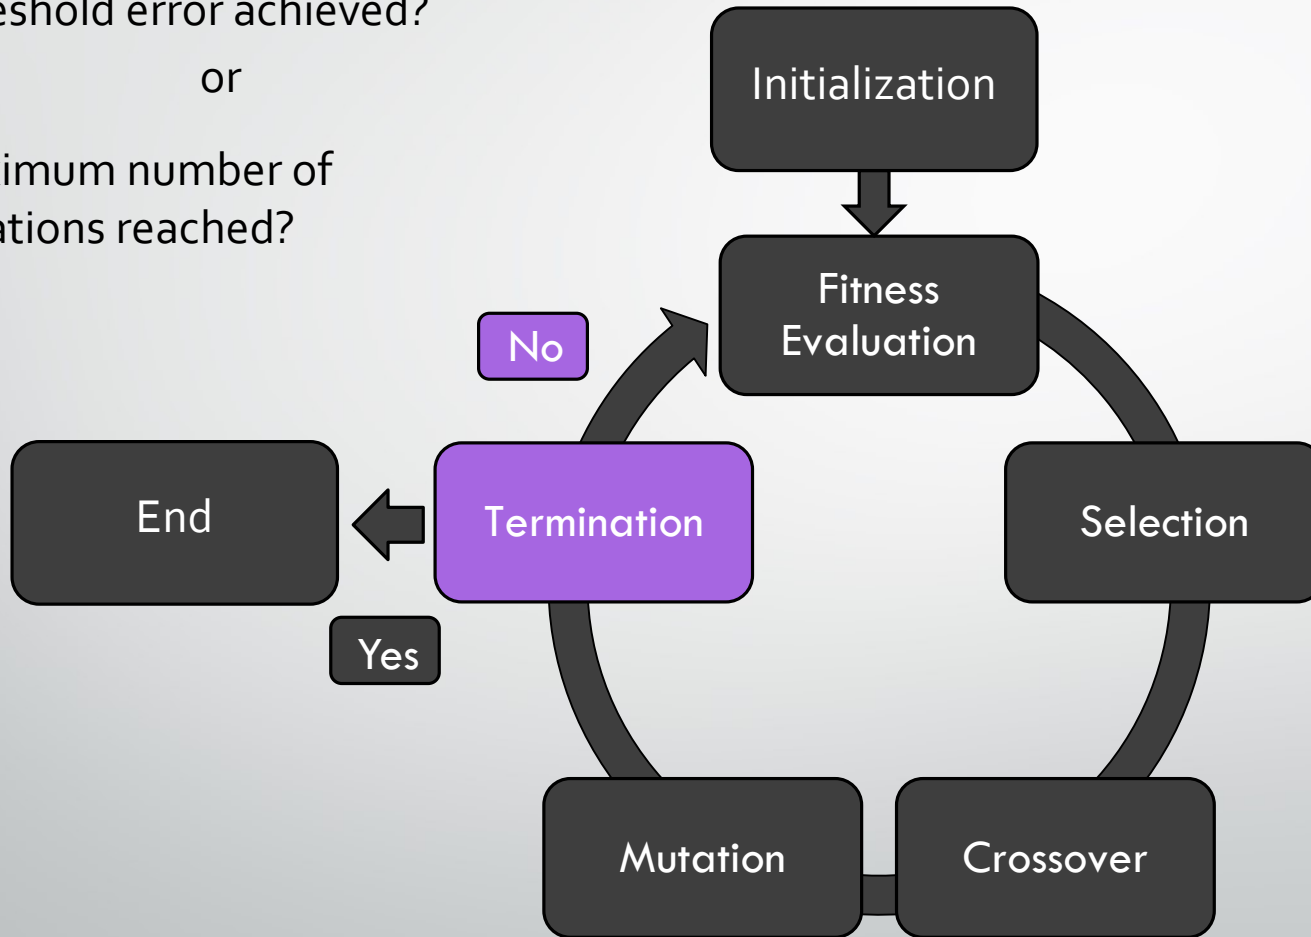 eshold error achieved?
or
imum number of
ations reached?
Initialization
Fitness
Evaluation
No
End
Termination
Selection
Yes
Mutation
Crossover